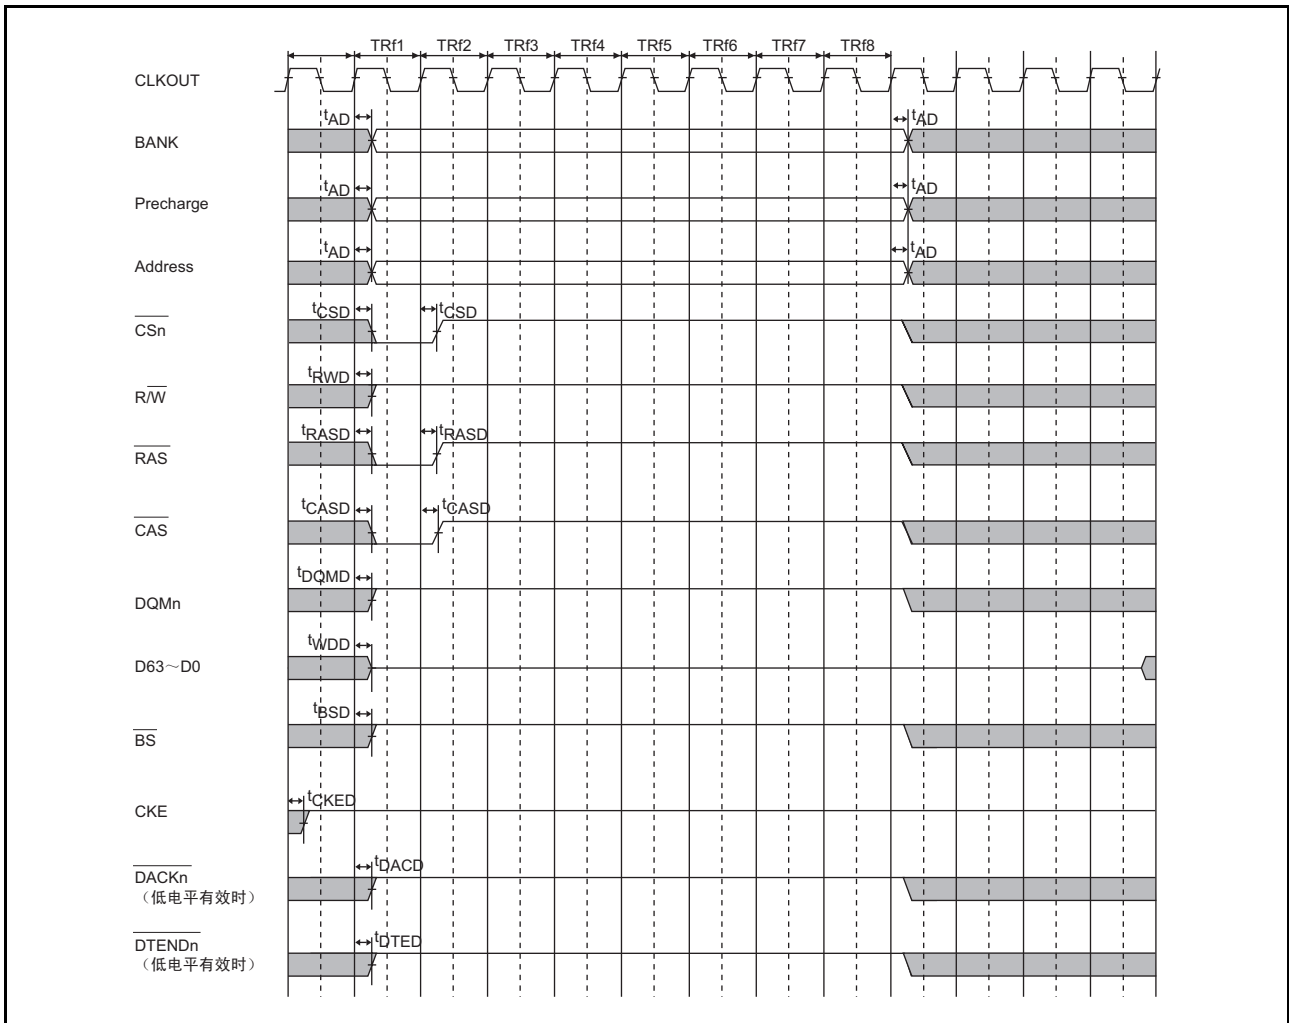 TRf1 TRf2 TRf3 TRf4 TRf5 TRf6 TRf7 TRf8
CLKOUT
tAD tAD
BANK
tAD tAD
Precharge
tAD tAD
Address
tCSD tCSD
CSn
tRWD
R/W
tRASD tRASD
RAS
tCASD tCASD
CAS
tDQMD
DQMn
tWDD
D63～D0
tBSD
BS
tCKED
CKE
tDACD
DACKn
（低电平有效时）
tDTED
DTENDn
（低电平有效时）